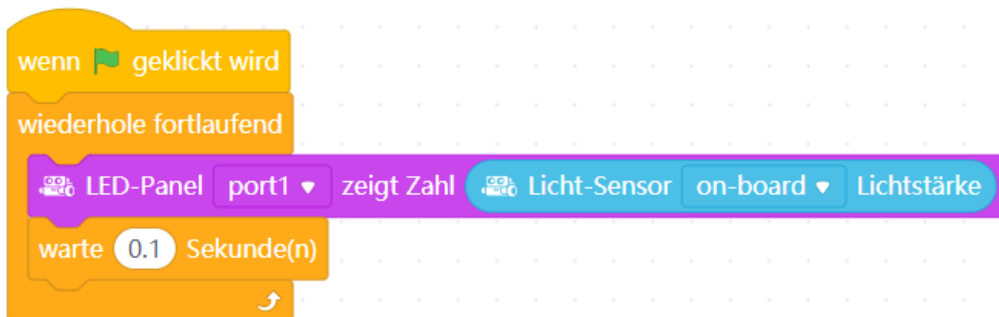 wenn geklickt wird
wiederhole fortlaufend
LED-Panel port1 zeigt Zahl Licht-Sensor on-board Lichtstärke
warte 0.1 Sekunde(n)